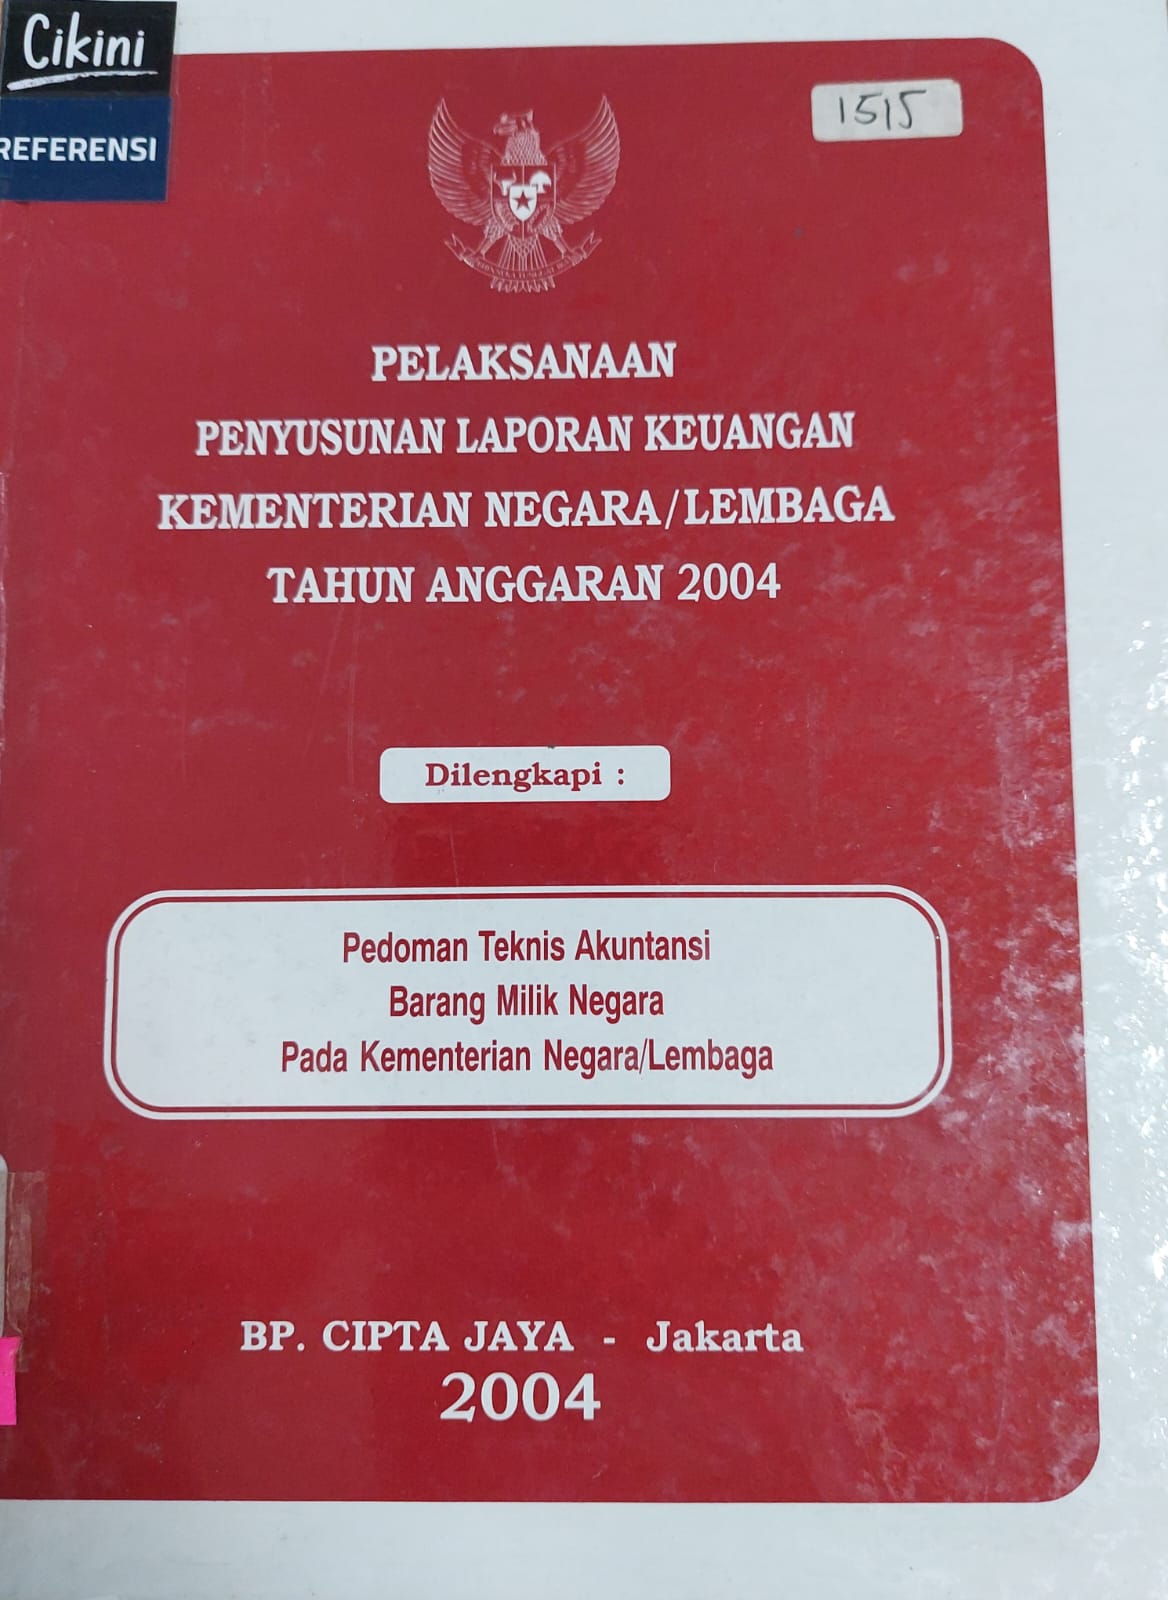 Cikini
REFERENSI
1515
PELAKSANAAN
PENYUSUNAN LAPORAN KEUANGAN
KEMENTERIAN NEGARA/LEMBAGA
TAHUN ANGGARAN 2004
Dilengkapi :
Pedoman Teknis Akuntansi
Barang Milik Negara
Pada Kementerian Negara/Lembaga
BP. CIPTA JAYA - Jakarta
2004